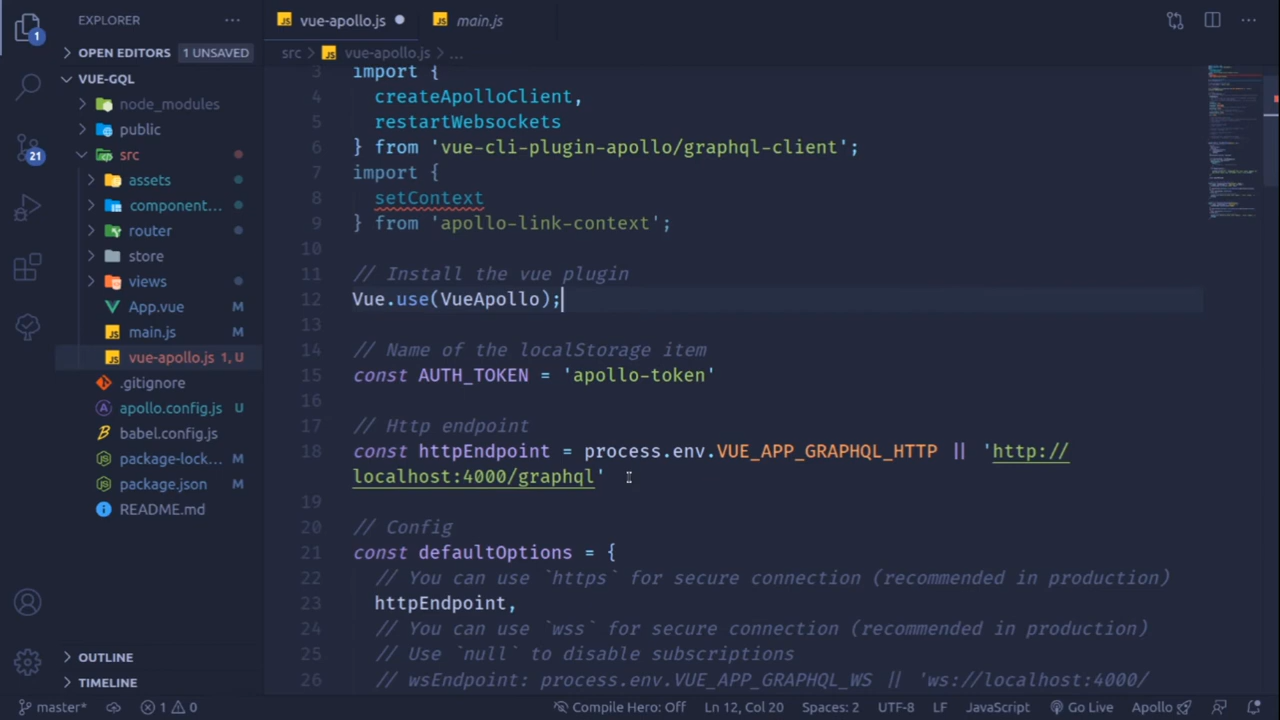 EXPLORER
OPEN EDITORS 1 UNSAVED
VUE-GQL
node_modules
public
src
assets
component...
router
store
views
App.vue M
main.js M
vue-apollo.js 1, U
.gitignore
apollo.config.js U
babel.config.js
package-lock... M
package.json M
README.md
OUTLINE
TIMELINE
1
21
vue-apollo.js
main.js
src > vue-apollo.js > ...
3 import {
4 createApolloClient,
5 restartWebsockets
6 } from 'vue-cli-plugin-apollo/graphql-client';
7 import {
8 setContext
9 } from 'apollo-link-context';
10
11 // Install the vue plugin
12 Vue.use(VueApollo);
13
14 // Name of the localStorage item
15 const AUTH_TOKEN = 'apollo-token'
16
17 // Http endpoint
18 const httpEndpoint = process.env.VUE_APP_GRAPHQL_HTTP || 'http://
localhost:4000/graphql'
19
20 // Config
21 const defaultOptions = {
22 // You can use `https` for secure connection (recommended in production)
23 httpEndpoint,
24 // You can use `wss` for secure connection (recommended in production)
25 // Use `null` to disable subscriptions
26 // wsEndpoint: process.env.VUE_APP_GRAPHQL_WS || 'ws://localhost:4000/
master* 1 0 Compile Hero: Off Ln 12, Col 20 Spaces: 2 UTF-8 LF JavaScript Go Live Apollo